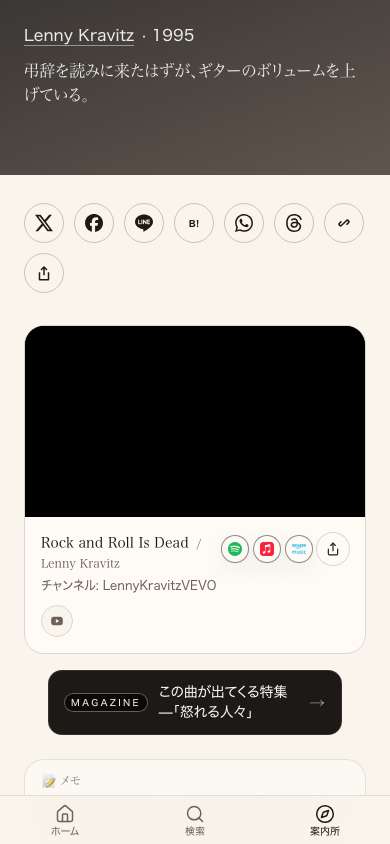 Lenny Kravitz · 1995
弔辞を読みに来たはずが、ギターのボリュームを上
げている。
LINE
B!
Rock and Roll Is Dead /
Lenny Kravitz
amazon music
チャンネル: LennyKravitzVEVO
MAGAZINE
この曲が出てくる特集
—「怒れる人々」
→
メモ
ホーム
検索
案内所